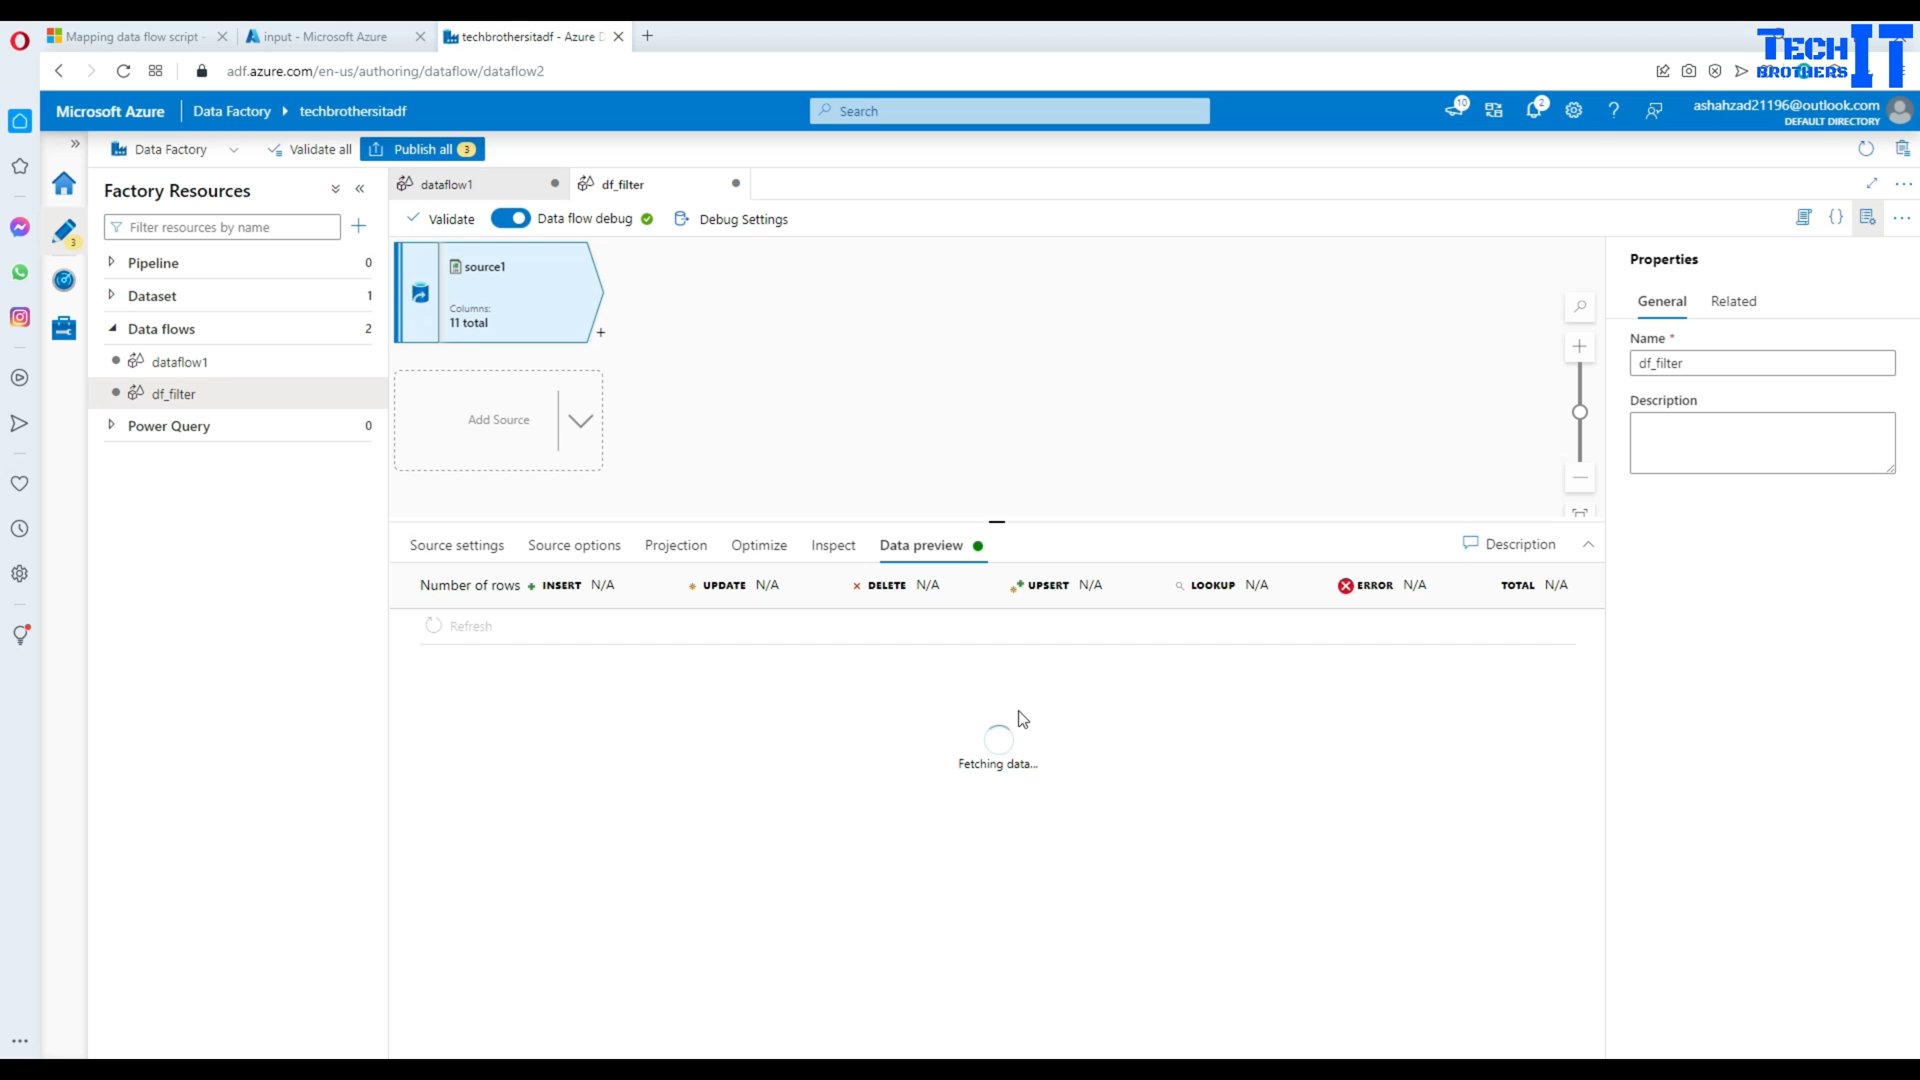 Mapping data flow script -
input - Microsoft Azure
techbrothersitadf - Azure D
TECH IT
BROTHERS
adf.azure.com/en-us/authoring/dataflow/dataflow2
Microsoft Azure
Data Factory
techbrothersitadf
Search
10
2
ashahzad21196@outlook.com
DEFAULT DIRECTORY
Data Factory
Validate all
Publish all 3
Factory Resources
Filter resources by name
3
Pipeline 0
Dataset 1
Data flows 2
dataflow1
df_filter
Power Query 0
dataflow1
df_filter
Validate
Data flow debug
Debug Settings
source1
Columns:
11 total
Add Source
Properties
General
Related
Name *
df_filter
Description
Source settings
Source options
Projection
Optimize
Inspect
Data preview
Description
Number of rows INSERT N/A UPDATE N/A DELETE N/A UPSERT N/A LOOKUP N/A ERROR N/A TOTAL N/A
Refresh
Fetching data...